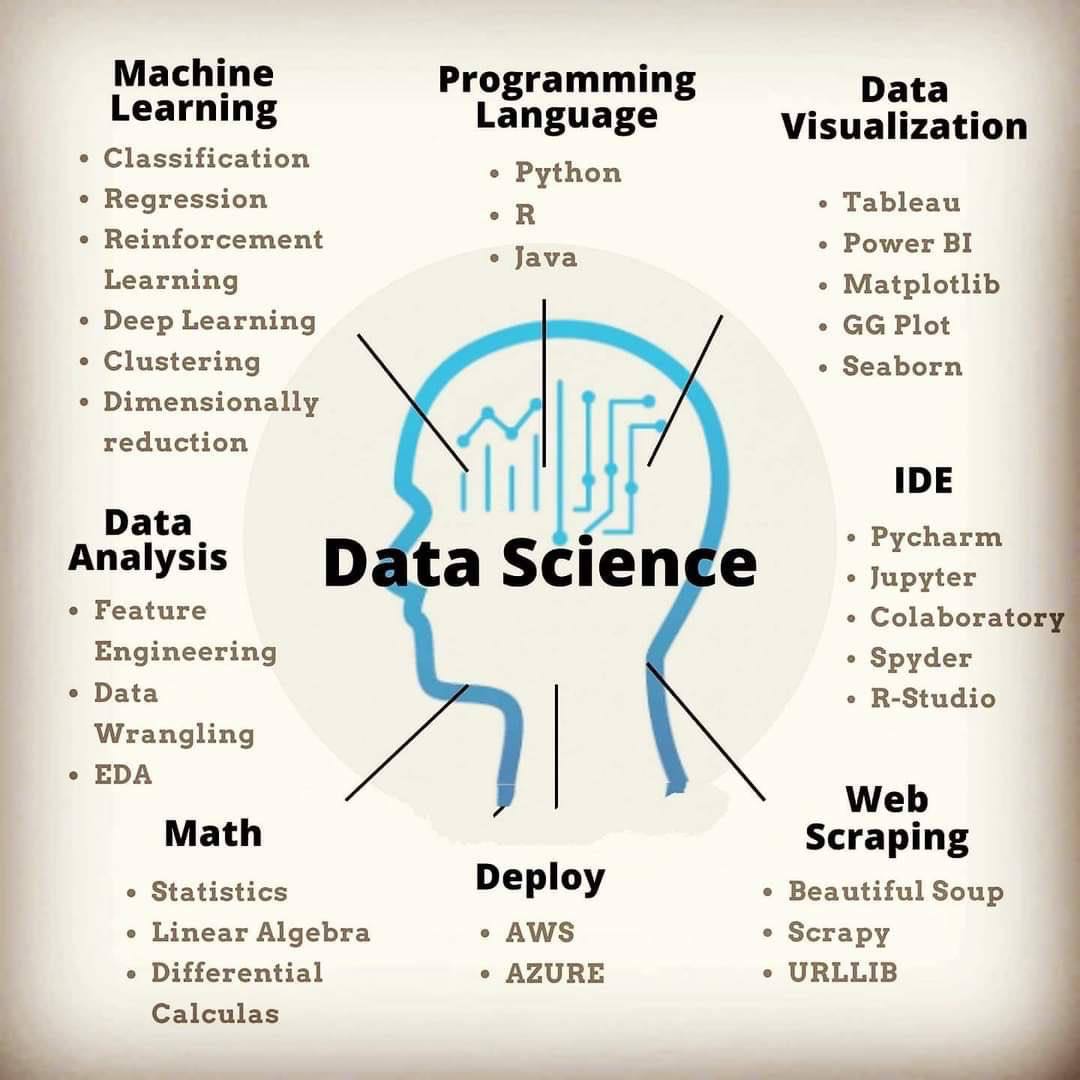 Machine
Learning
• Classification
• Regression
• Reinforcement
Learning
• Deep Learning
• Clustering
• Dimensionally
reduction
Programming
Language
• Python
• R
• Java
Data
Visualization
• Tableau
• Power BI
• Matplotlib
• GG Plot
• Seaborn
Data Science
Data
Analysis
• Feature
Engineering
• Data
Wrangling
• EDA
IDE
• Pycharm
• Jupyter
• Colaboratory
• Spyder
• R-Studio
Math
• Statistics
• Linear Algebra
• Differential
Calculas
Deploy
• AWS
• AZURE
Web
Scraping
• Beautiful Soup
• Scrapy
• URLLIB